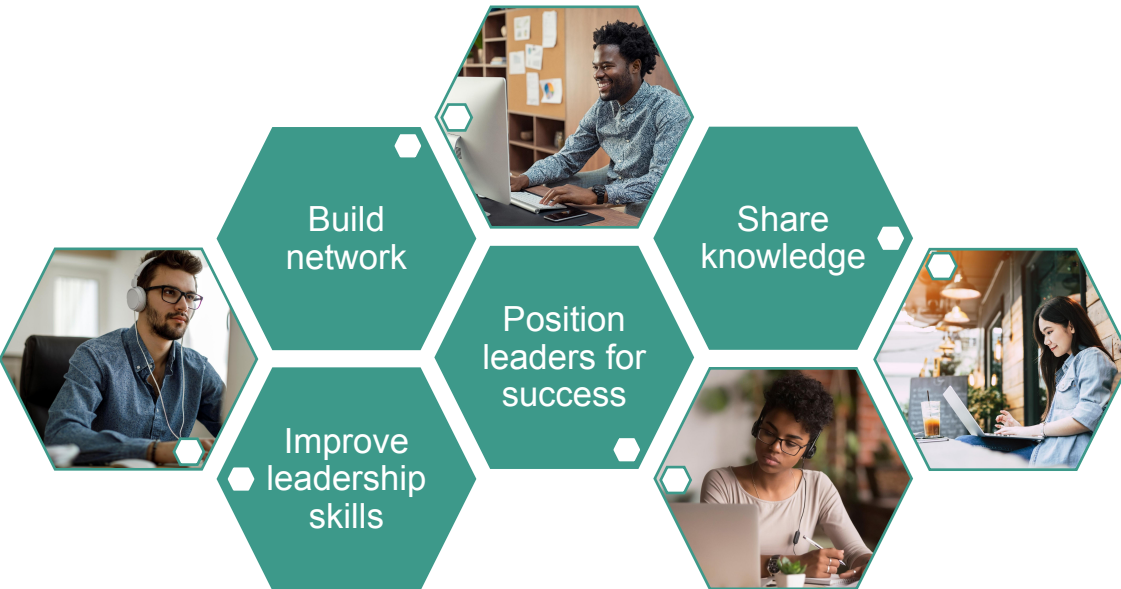 Build
network
Share
knowledge
Position
leaders for
success
Improve
leadership
skills